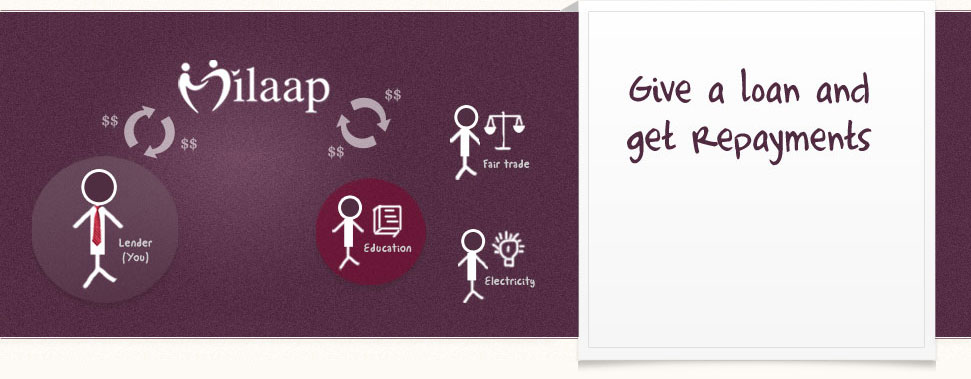 Milaap
$$
$$
$$
$$
Lender
(You)
Education
Fair trade
Electricity
Give a loan and
get Repayments